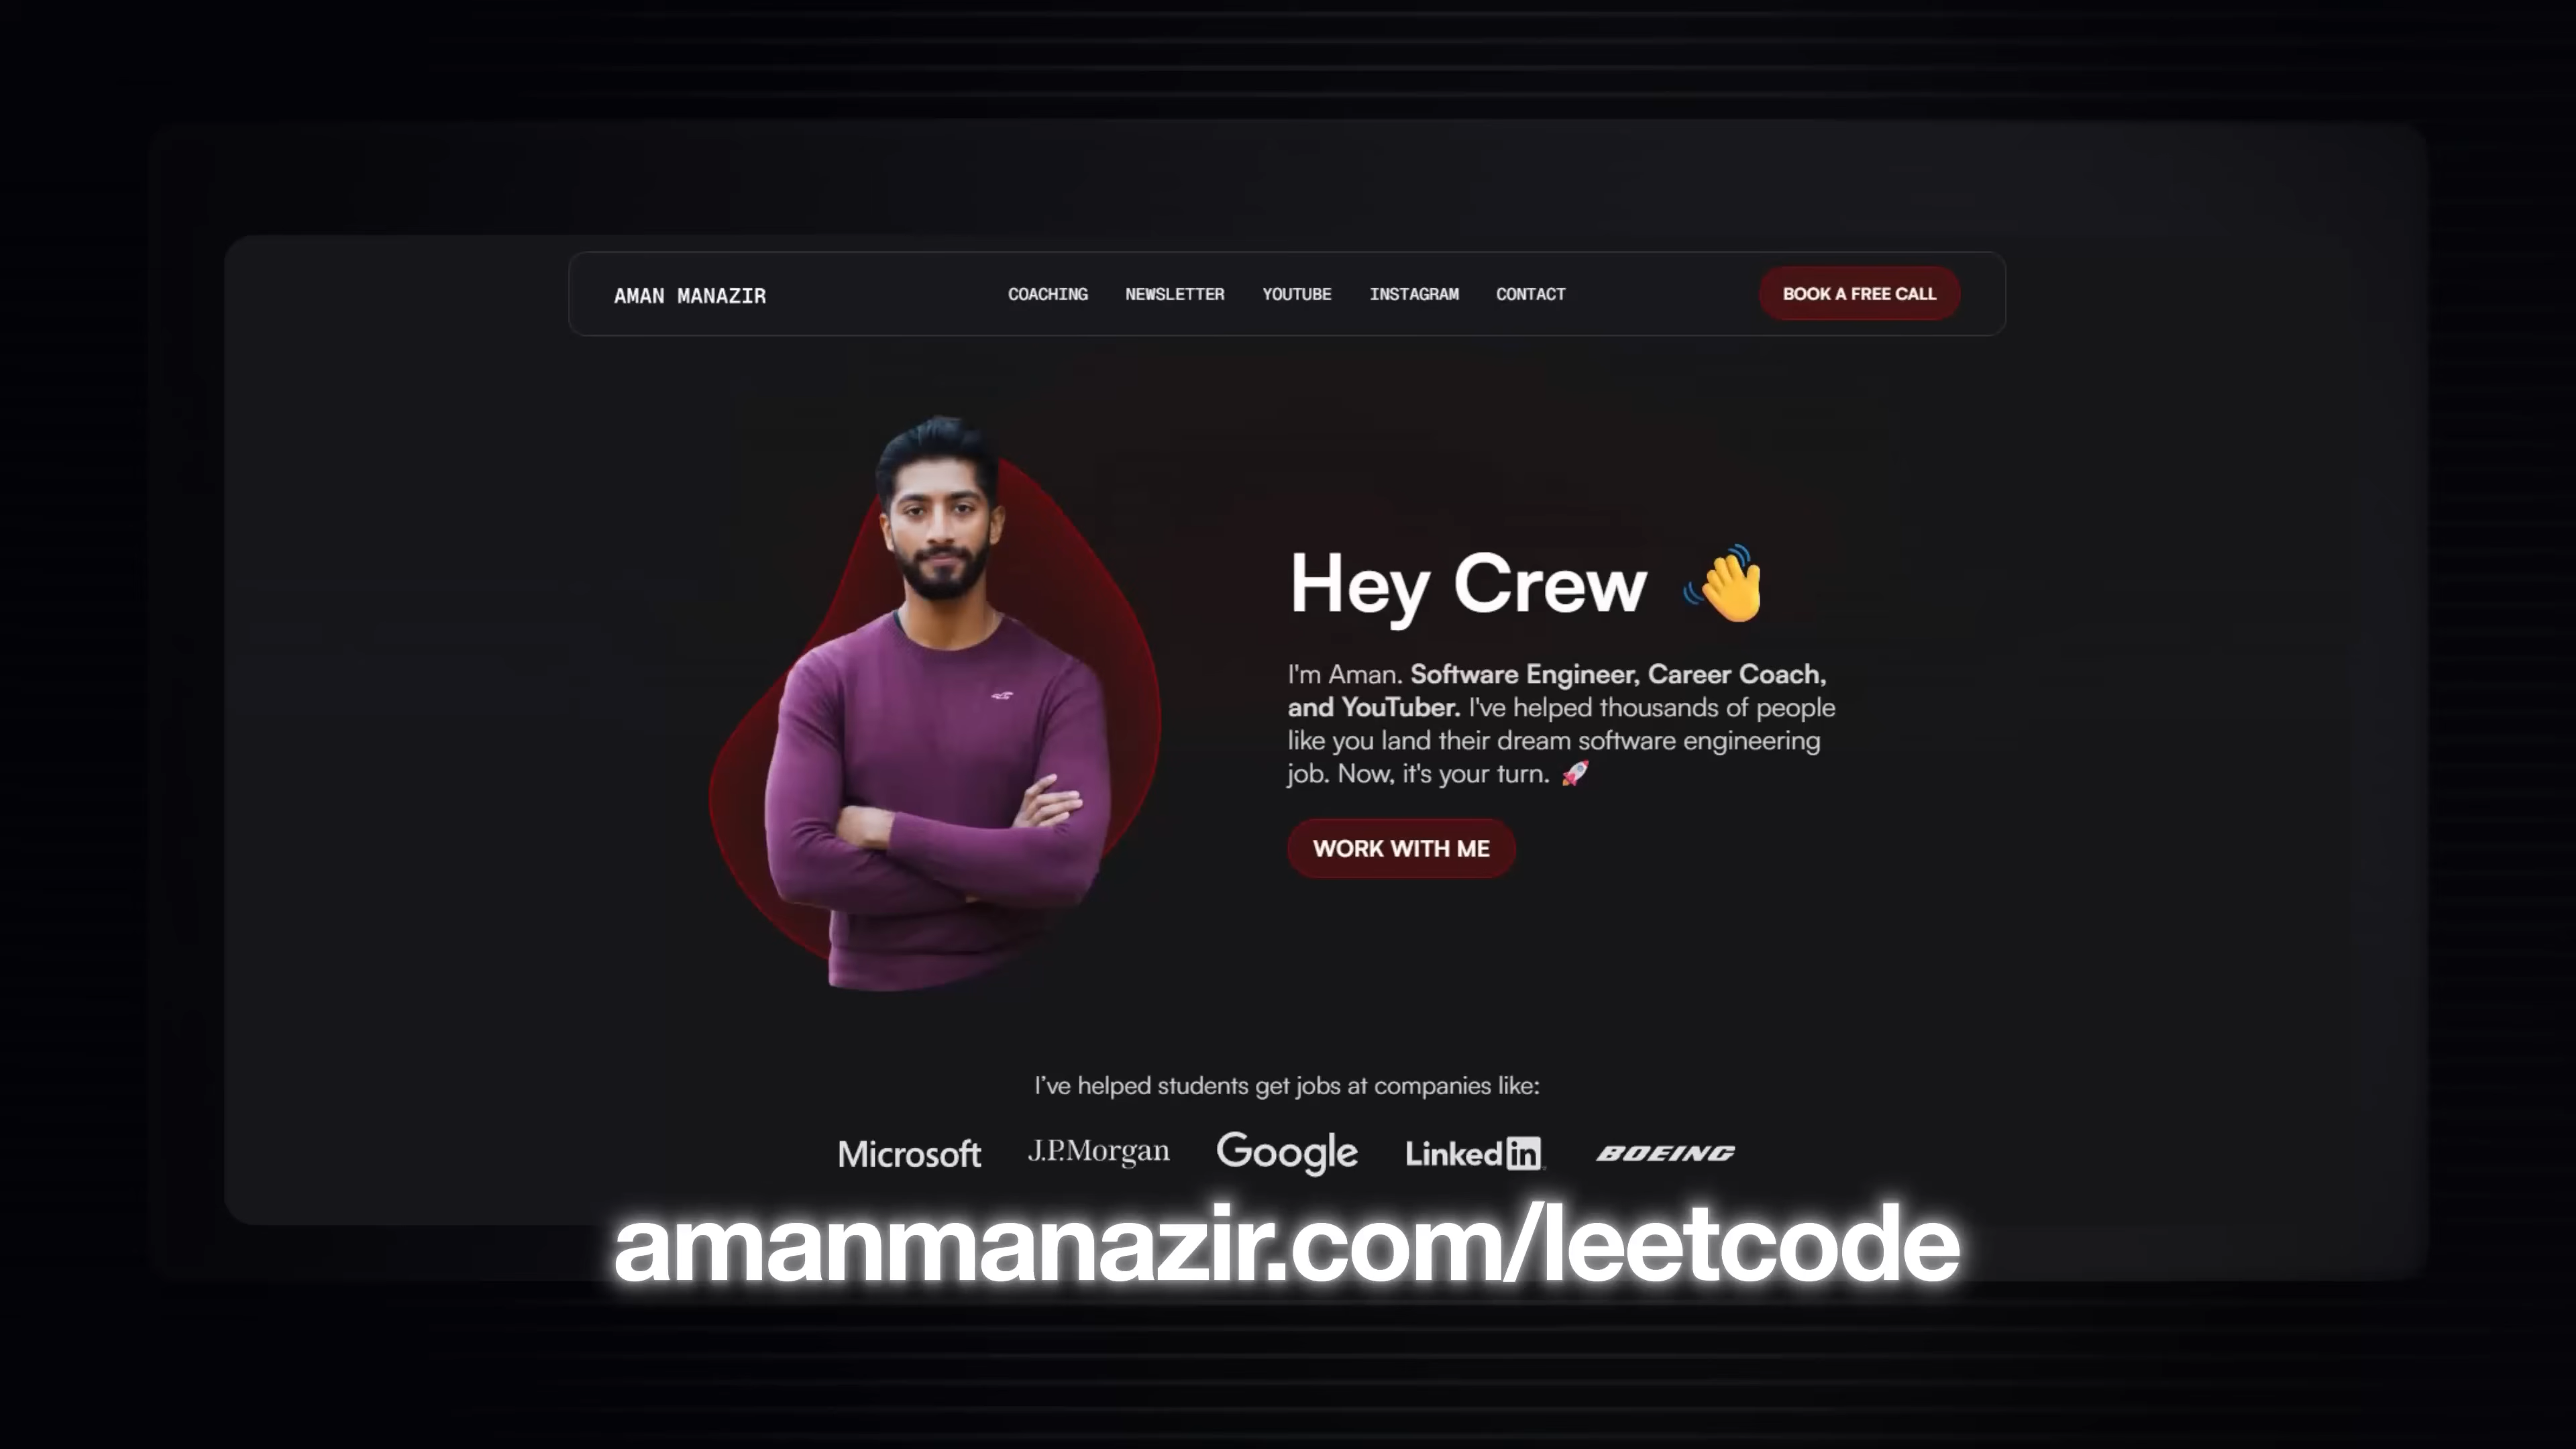 AMAN MANAZIR
COACHING NEWSLETTER YOUTUBE INSTAGRAM CONTACT
BOOK A FREE CALL
Hey Crew 👋
I'm Aman. Software Engineer, Career Coach,
and YouTuber. I've helped thousands of people
like you land their dream software engineering
job. Now, it's your turn. 🚀
WORK WITH ME
I've helped students get jobs at companies like:
Microsoft J.P.Morgan Google Linkedin BOEING
amanmanazir.com/leetcode